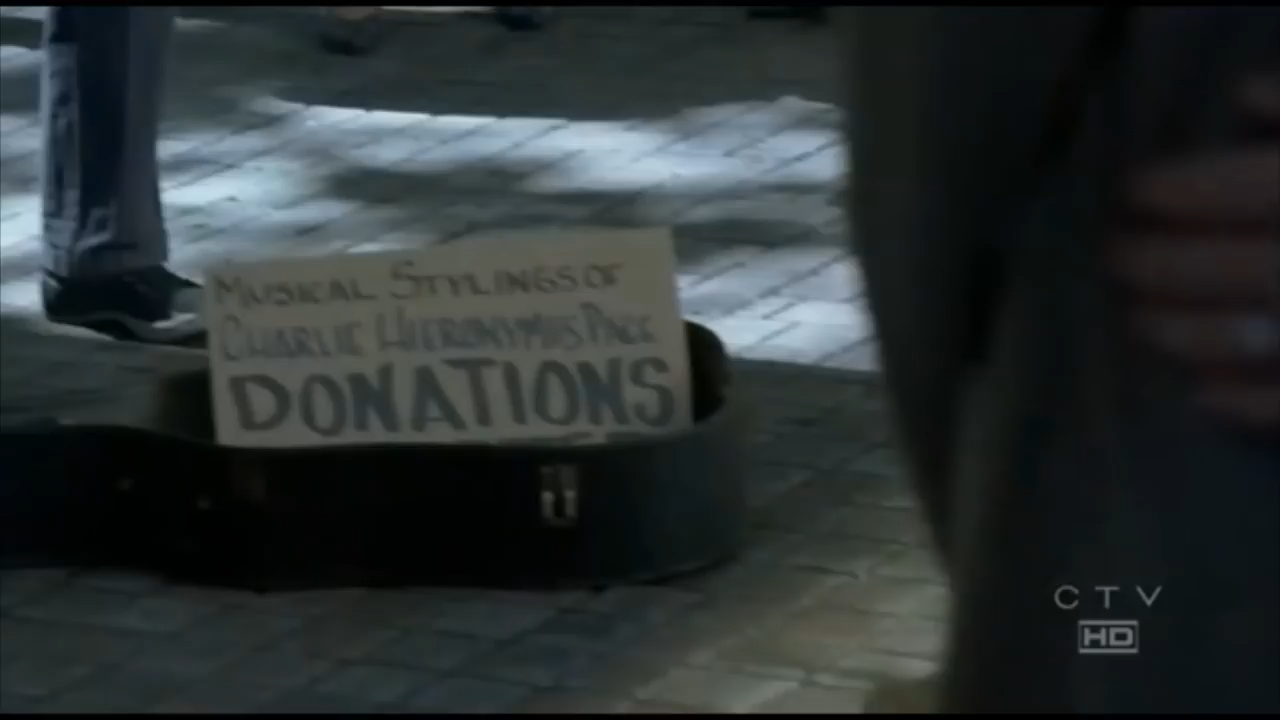 MUSICAL STYLINGS OF
CHARLIE HIERONYMUS PACE
DONATIONS
CTV
HD